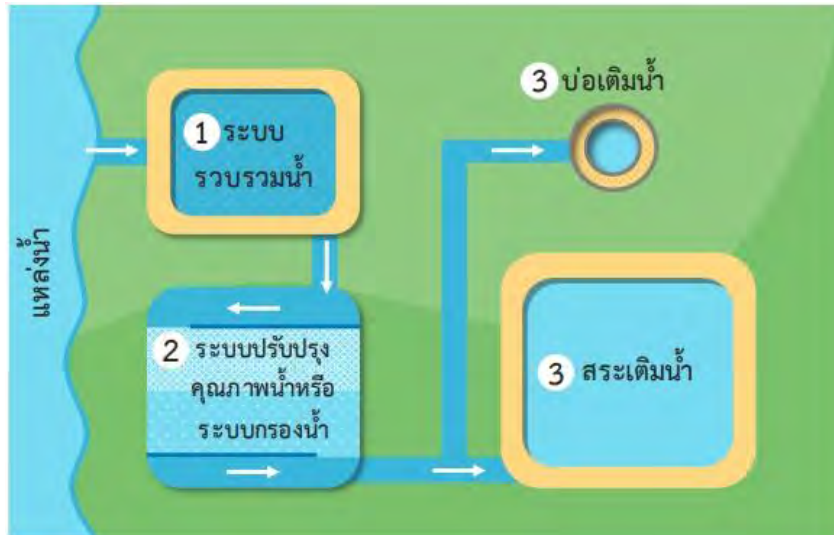 แหล่งน้ำ
1 ระบบ
รวบรวมน้ำ
2 ระบบปรับปรุง
คุณภาพน้ำหรือ
ระบบกรองน้ำ
3 บ่อเติมน้ำ
3 สระเติมน้ำ